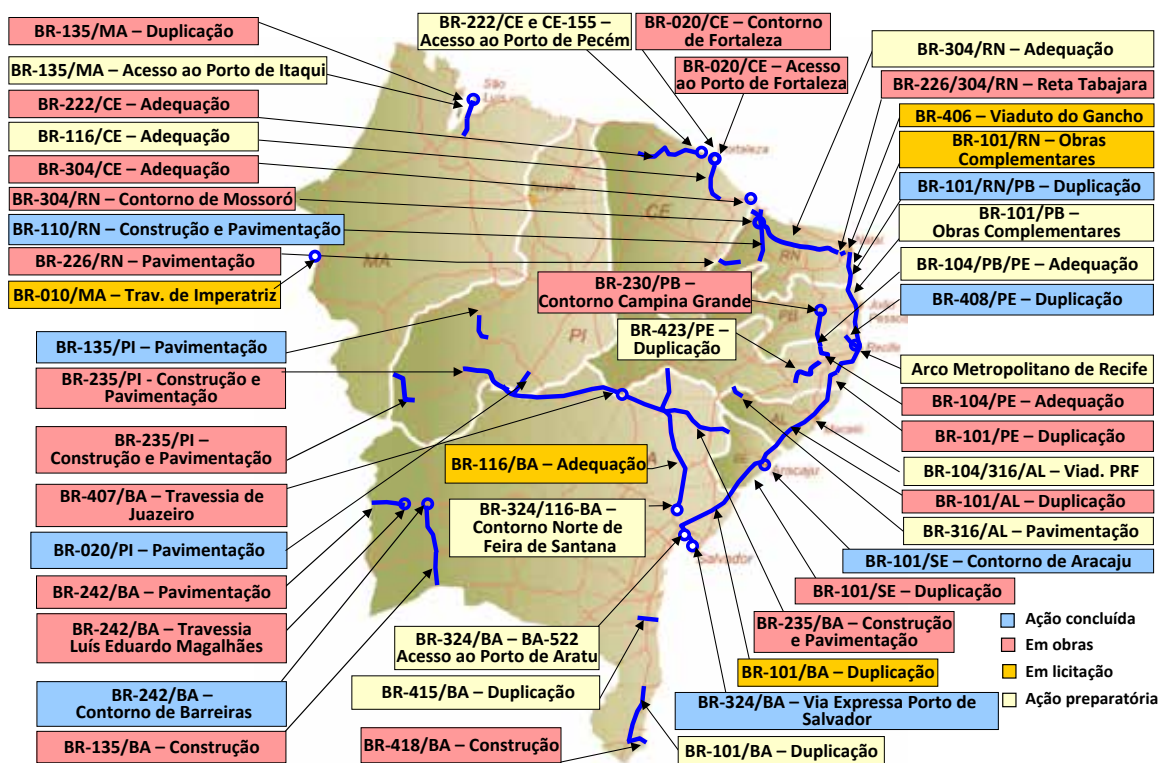 BR-135/MA – Duplicação
BR-135/MA – Acesso ao Porto de Itaqui
BR-222/CE – Adequação
BR-116/CE – Adequação
BR-304/CE – Adequação
BR-304/RN – Contorno de Mossoró
BR-110/RN – Construção e Pavimentação
BR-226/RN – Pavimentação
BR-010/MA – Trav. de Imperatriz
BR-135/PI – Pavimentação
BR-235/PI - Construção e
Pavimentação
BR-235/PI –
Construção e Pavimentação
BR-407/BA – Travessia de
Juazeiro
BR-020/PI – Pavimentação
BR-242/BA – Pavimentação
BR-242/BA – Travessia
Luís Eduardo Magalhães
BR-242/BA –
Contorno de Barreiras
BR-135/BA – Construção
BR-222/CE e CE-155 –
Acesso ao Porto de Pecém
BR-020/CE – Contorno
de Fortaleza
BR-020/CE – Acesso
ao Porto de Fortaleza
BR-304/RN – Adequação
BR-226/304/RN – Reta Tabajara
BR-406 – Viaduto do Gancho
BR-101/RN – Obras
Complementares
BR-101/RN/PB – Duplicação
BR-101/PB –
Obras Complementares
BR-104/PB/PE – Adequação
BR-408/PE – Duplicação
Arco Metropolitano de Recife
BR-104/PE – Adequação
BR-101/PE – Duplicação
BR-104/316/AL – Viad. PRF
BR-101/AL – Duplicação
BR-316/AL – Pavimentação
BR-101/SE – Contorno de Aracaju
BR-101/SE – Duplicação
BR-230/PB –
Contorno Campina Grande
BR-423/PE –
Duplicação
BR-116/BA – Adequação
BR-324/116-BA –
Contorno Norte de
Feira de Santana
BR-324/BA – BA-522
Acesso ao Porto de Aratu
BR-415/BA – Duplicação
BR-418/BA – Construção
BR-235/BA – Construção
e Pavimentação
BR-101/BA – Duplicação
BR-324/BA – Via Expressa Porto de
Salvador
BR-101/BA – Duplicação
Ação concluída
Em obras
Em licitação
Ação preparatória
São
MA
PI
CE
RN
PB
AL
SE
Recife
Aracaju
Salvador